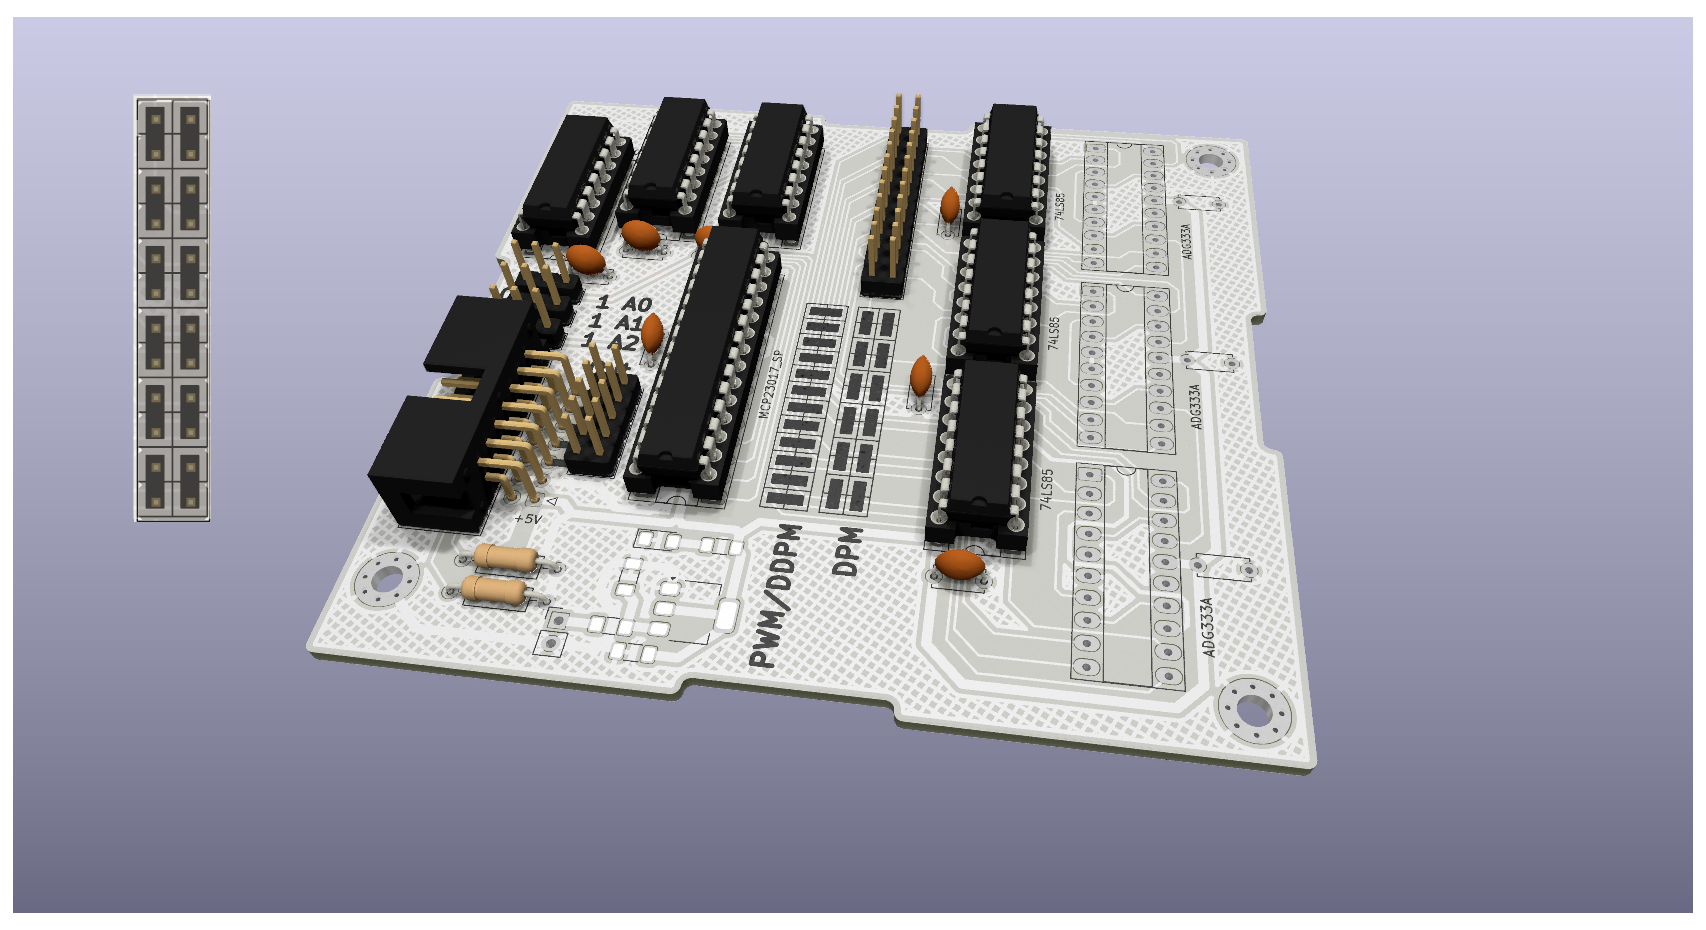 74LS85
ADG333A
1 A0
1 A1
1 A2
74LS85
MCP23017_SP
ADG333A
74LS85
+5V
PWM/DDPM
DPM
ADG333A